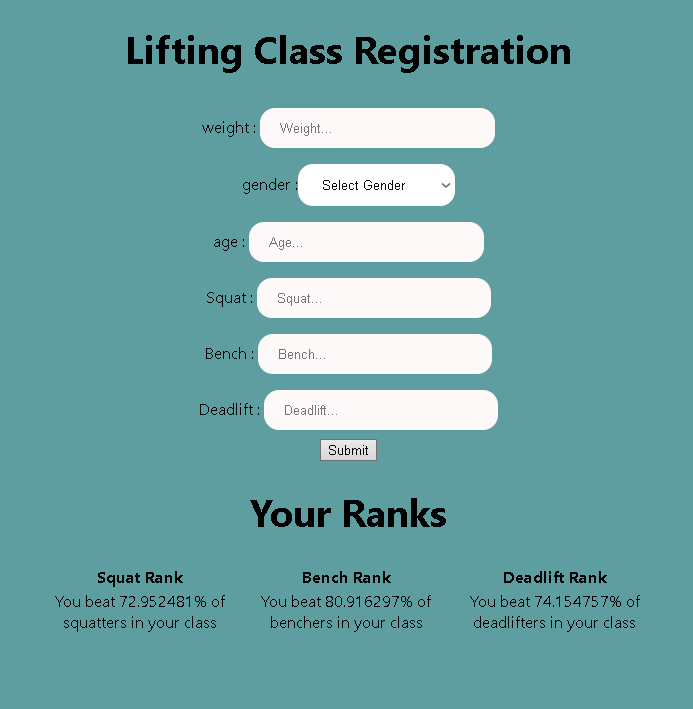 Lifting Class Registration
weight : Weight...
gender : Select Gender
age : Age...
Squat : Squat...
Bench : Bench...
Deadlift : Deadlift...
Submit
Your Ranks
Squat Rank
You beat 72.952481% of
squatters in your class
Bench Rank
You beat 80.916297% of
benchers in your class
Deadlift Rank
You beat 74.154757% of
deadlifters in your class